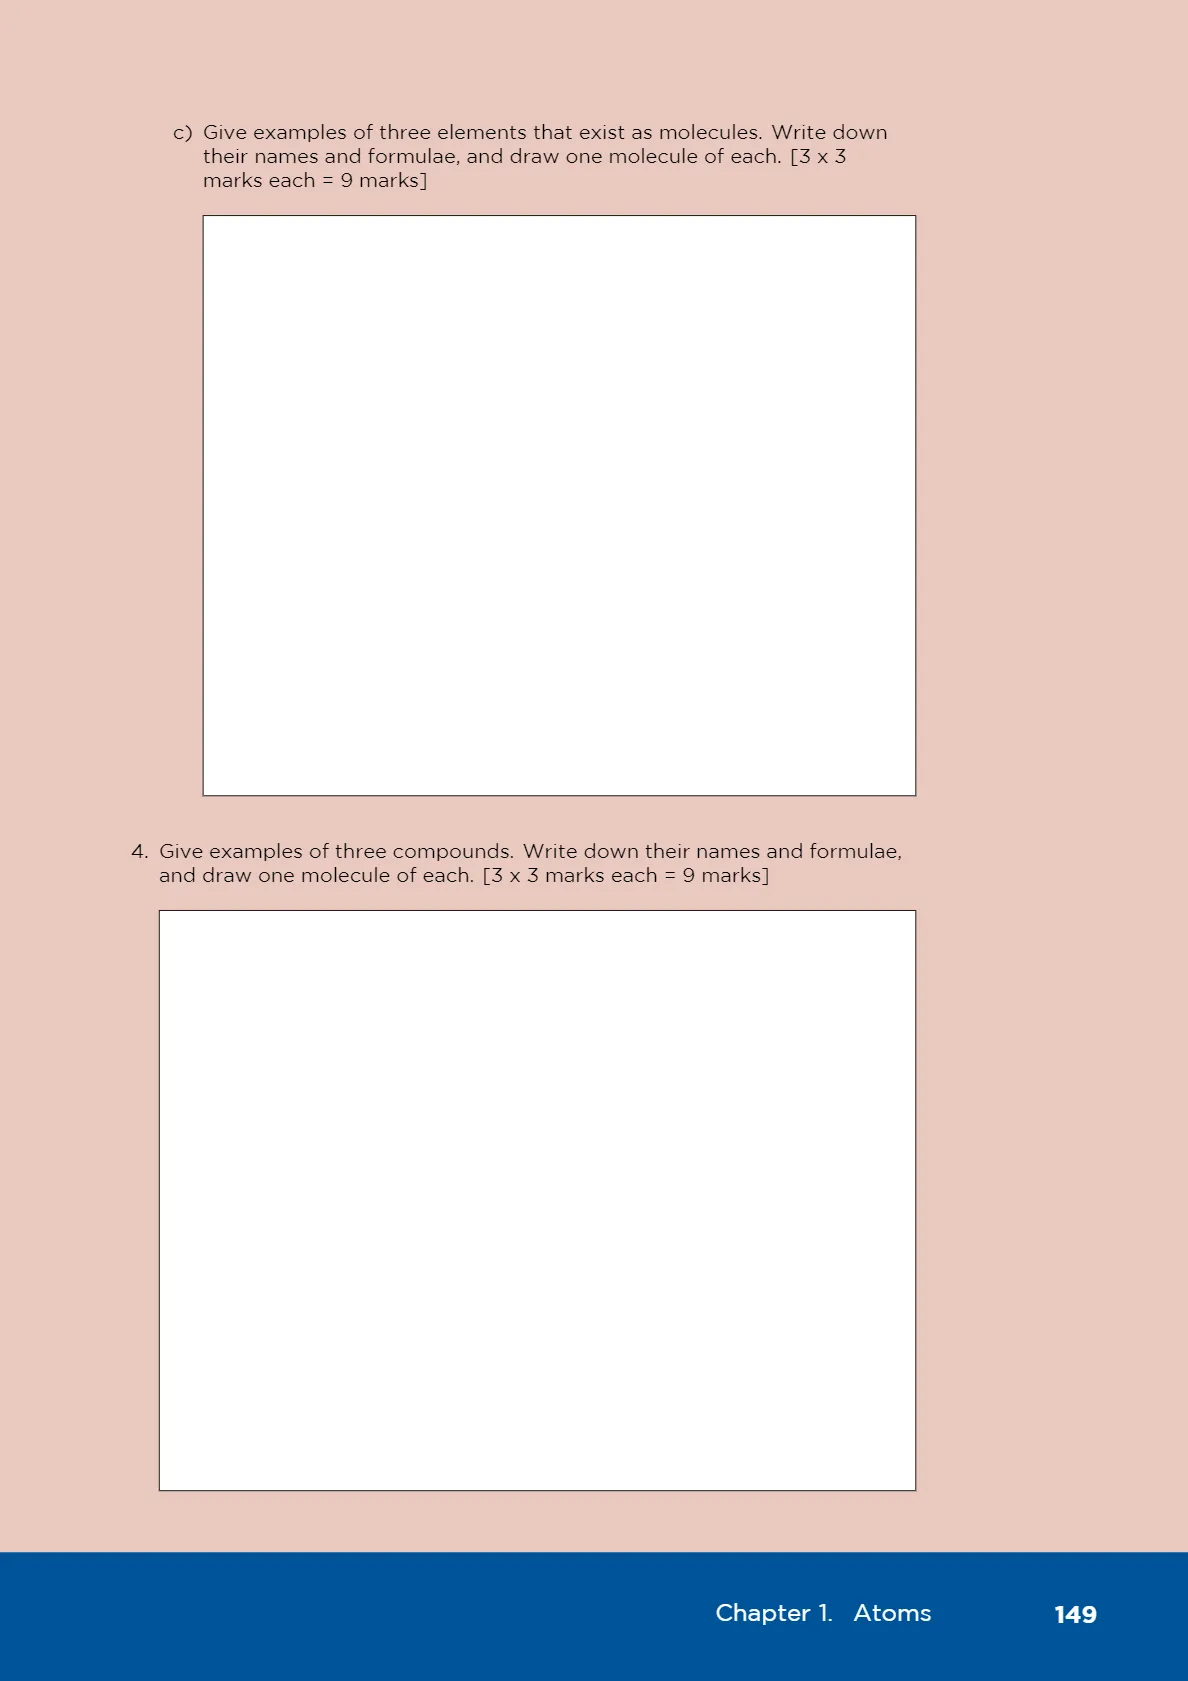 c) Give examples of three elements that exist as molecules. Write down
their names and formulae, and draw one molecule of each. [3 x 3
marks each = 9 marks]
4. Give examples of three compounds. Write down their names and formulae,
and draw one molecule of each. [3 x 3 marks each = 9 marks]
Chapter 1. Atoms 149